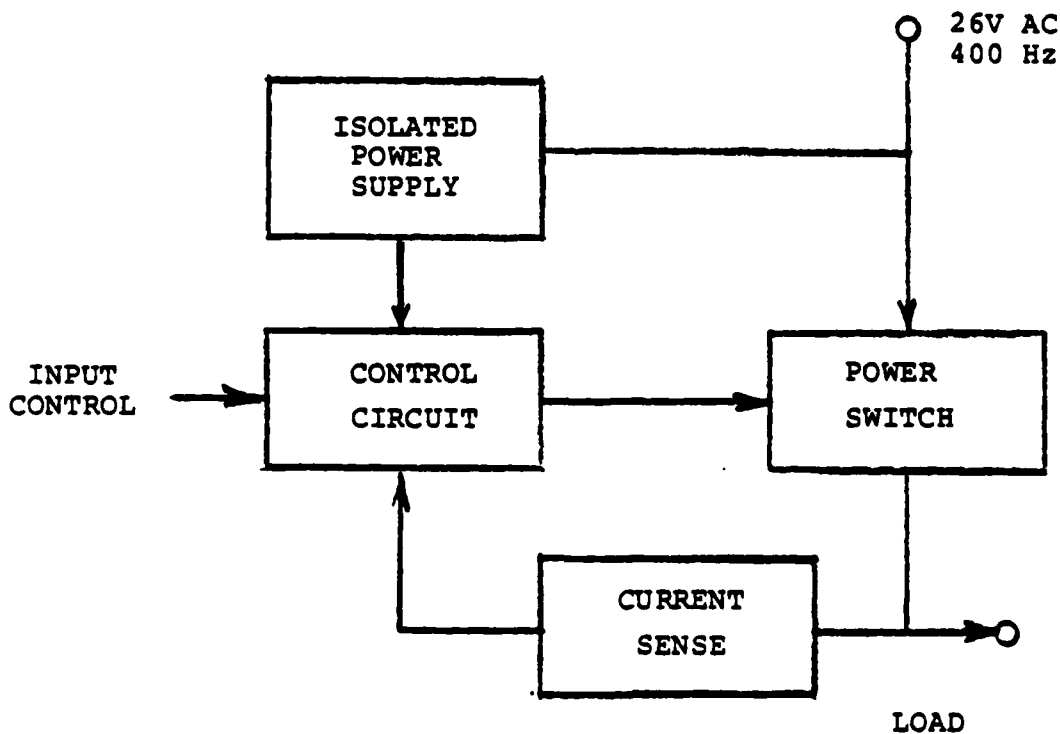 26V AC
400 Hz
ISOLATED
POWER
SUPPLY
INPUT
CONTROL
CONTROL
CIRCUIT
POWER
SWITCH
CURRENT
SENSE
LOAD